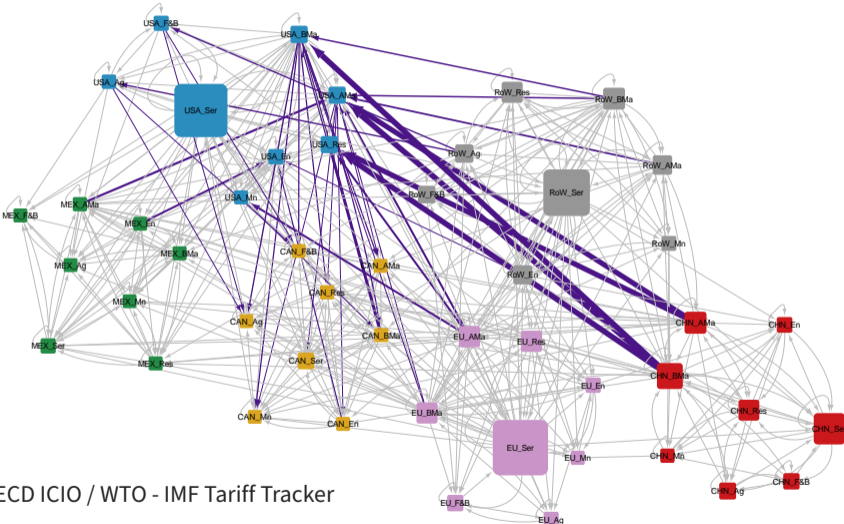 USA_F&B
USA_BMa
USA_Ag
USA_AMa
RoW_Res
RoW_BMa
USA_Ser
USA_Res
USA_En
RoW_Ag
RoW_AMa
USA_Mn
RoW_F&B
RoW_Ser
MEX_AMa
MEX_F&B
MEX_En
RoW_Mn
MEX_BMa
CAN_F&B
MEX_Ag
CAN_AMa
RoW_En
CAN_Res
MEX_Mn
CAN_Ag
CHN_AMa
CHN_En
CAN_BMa
EU_AMa
EU_Res
MEX_Ser
MEX_Res
CAN_Ser
CHN_BMa
EU_En
CHN_Res
CAN_Mn
EU_BMa
CAN_En
CHN_Se
EU_Ser
EU_Mn
CHN_Mn
CHN_F&B
CHN_Ag
ECD ICIO / WTO - IMF Tariff Tracker
EU_F&B
EU_Ag